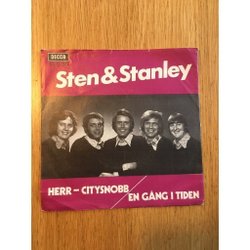 DECCA
Sten & Stanley
HERR - CITYSNOBB
EN GÅNG I TIDEN